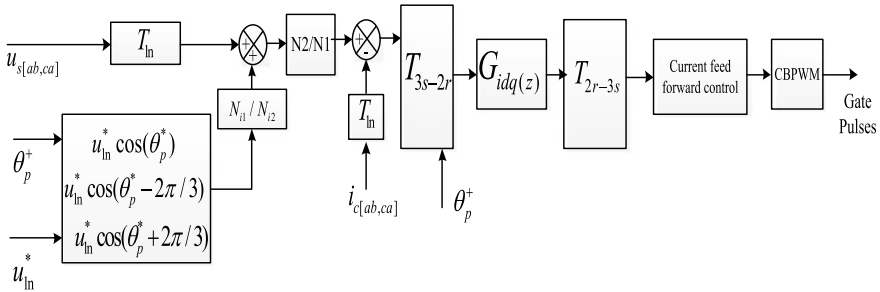 u_s[ab,ca]
T_ln
+
+
N2/N1
+
-
T_ln
i_c[ab,ca]
N_i1 / N_i2
θ_p^+
u_ln^*
u_ln^* cos(θ_p^*)
u_ln^* cos(θ_p^* − 2π / 3)
u_ln^* cos(θ_p^* + 2π / 3)
T_3s−2r
θ_p^+
G_idq(z)
T_2r−3s
Current feed
forward control
CBPWM
Gate
Pulses